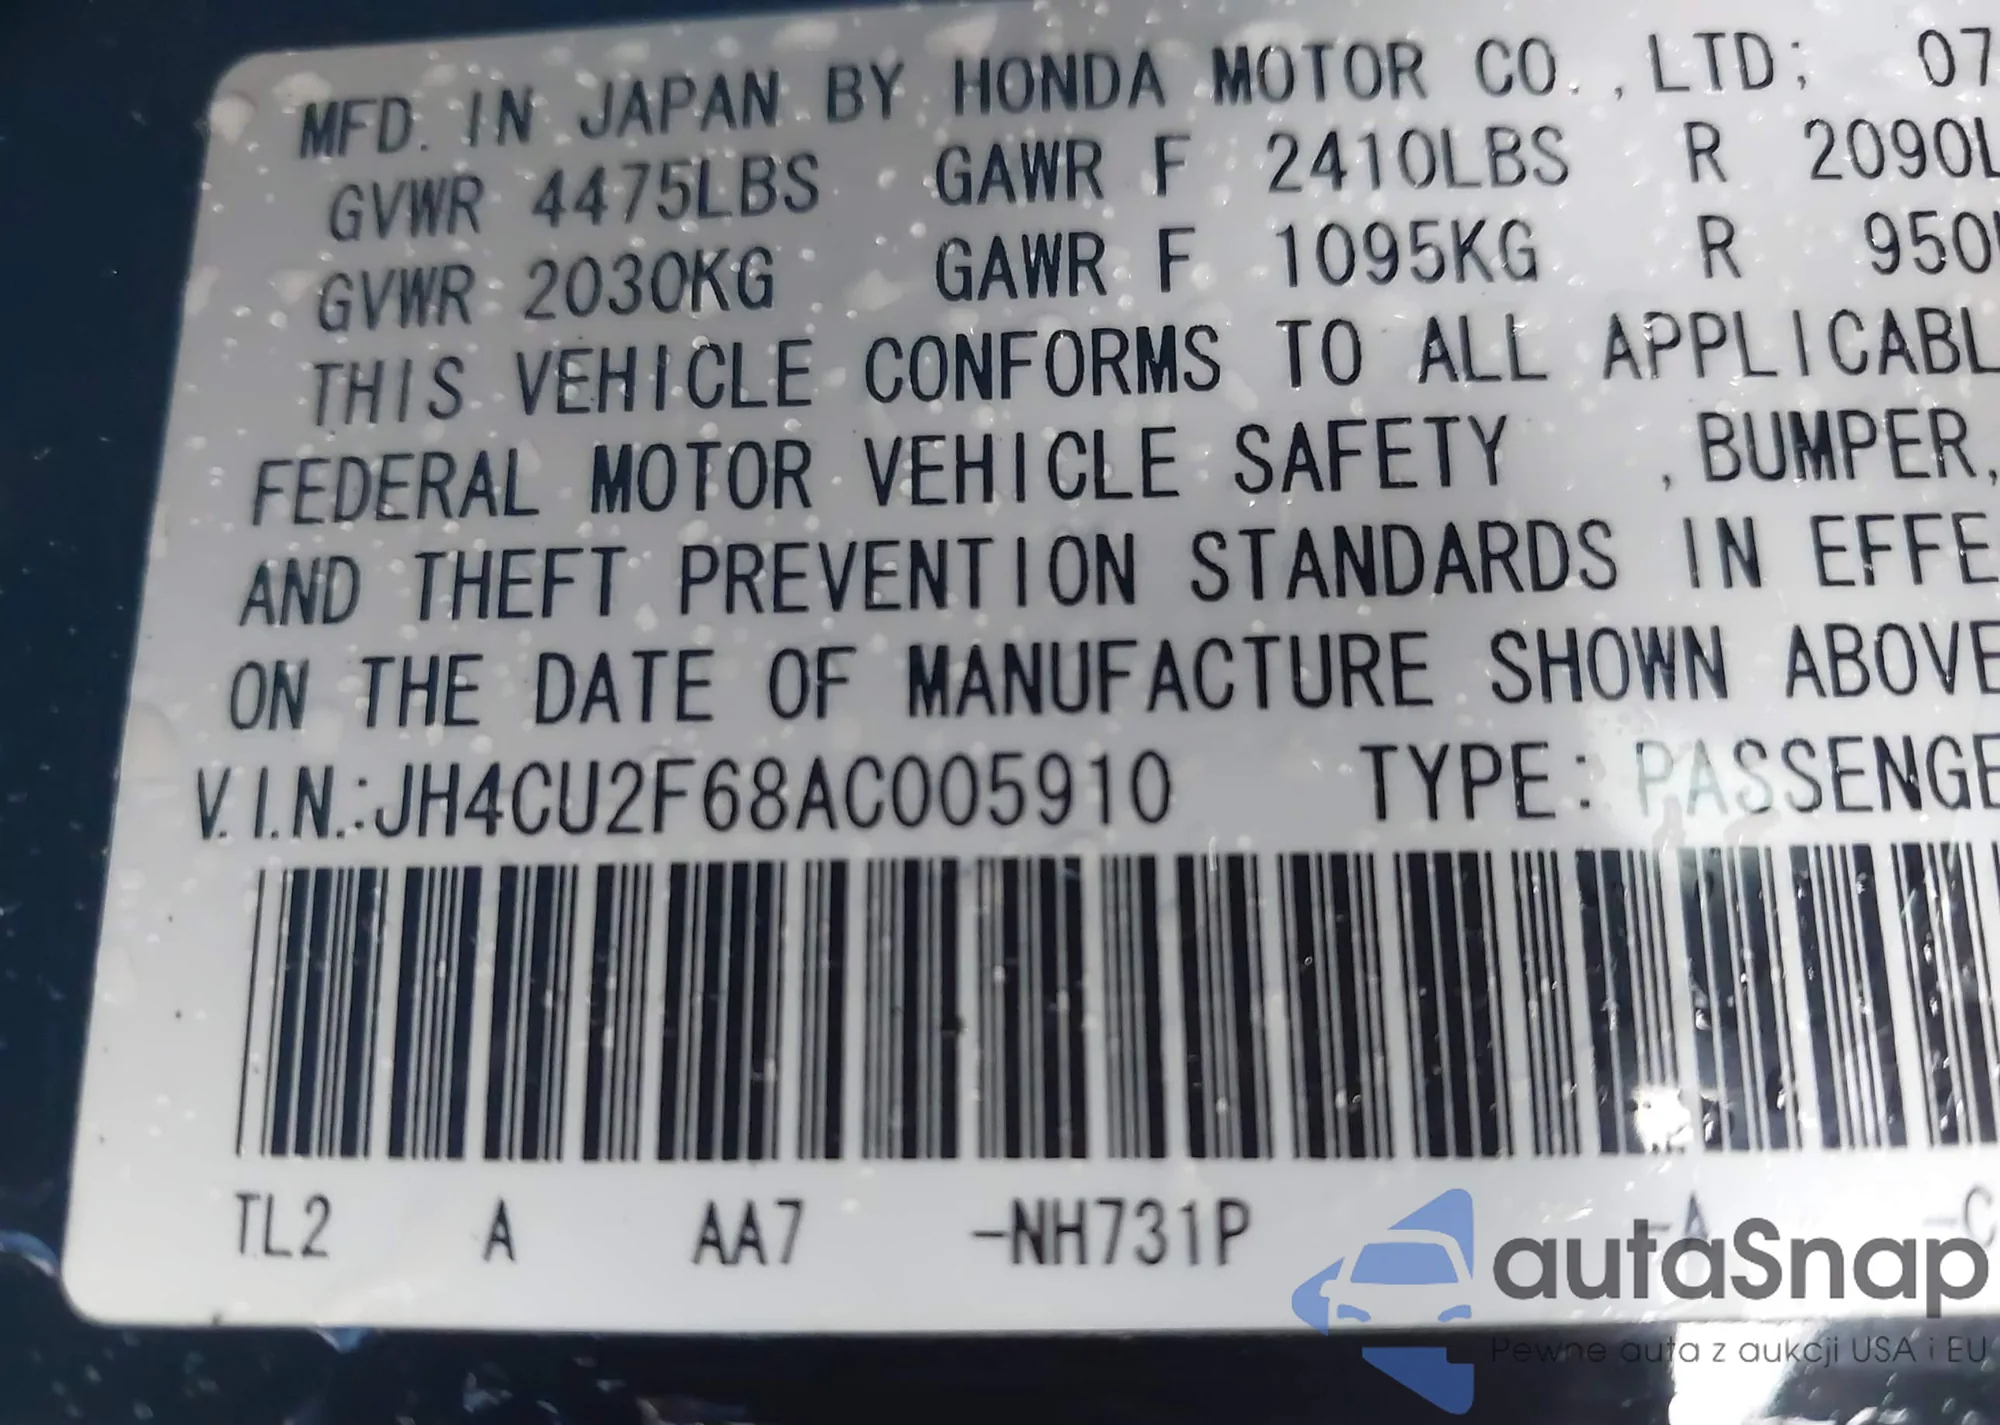 MFD. IN JAPAN BY HONDA MOTOR CO.,LTD; 07
GVWR 4475LBS GAWR F 2410LBS R 2090L
GVWR 2030KG GAWR F 1095KG R 950
THIS VEHICLE CONFORMS TO ALL APPLICABL
FEDERAL MOTOR VEHICLE SAFETY , BUMPER,
AND THEFT PREVENTION STANDARDS IN EFFE
ON THE DATE OF MANUFACTURE SHOWN ABOVE
V.I.N.:JH4CU2F68AC005910 TYPE: PASSENGE
TL2 A AA7 -NH731P -A -C
autaSnap
Pewne auta z aukcji USA i EU